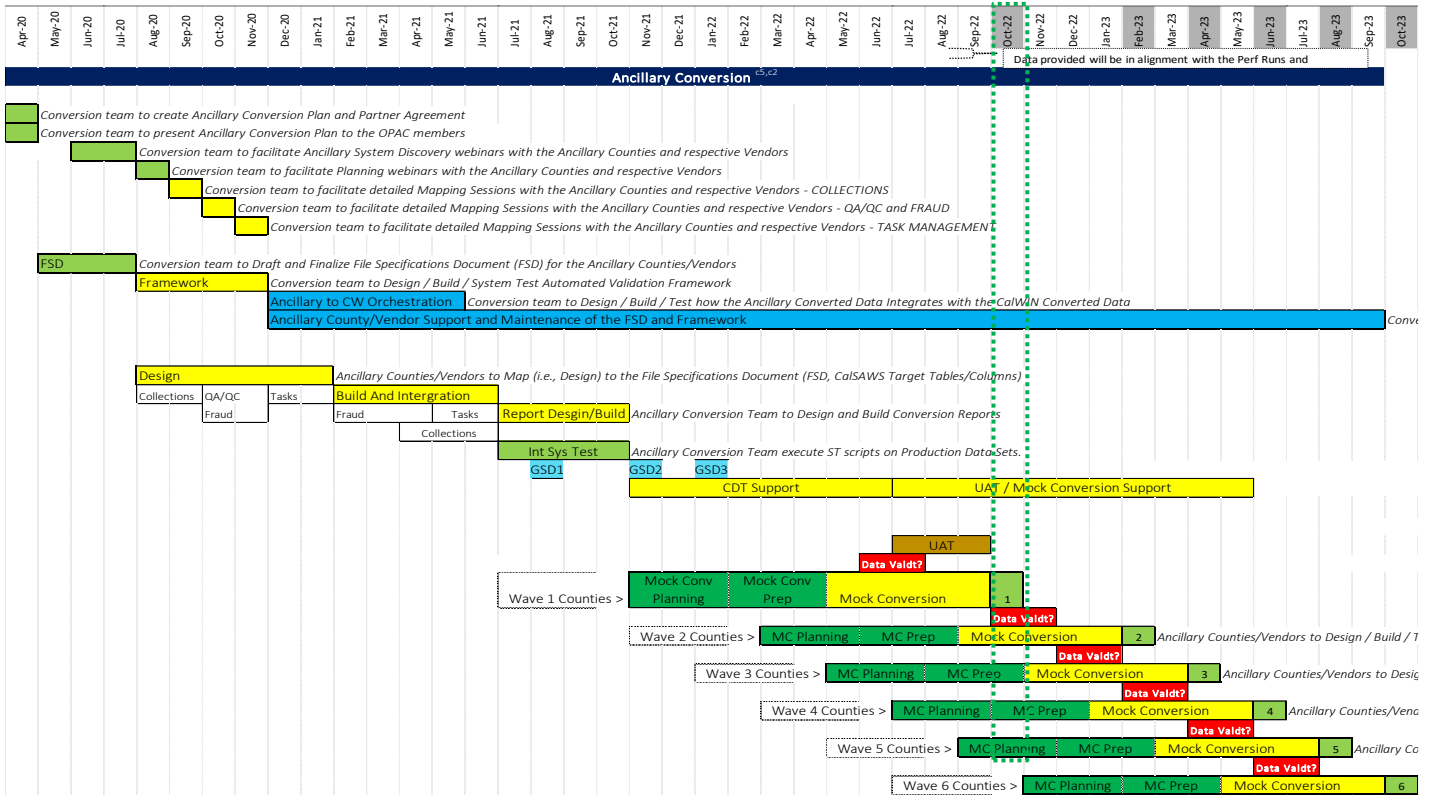 Apr-20 May-20 Jun-20 Jul-20 Aug-20 Sep-20 Oct-20 Nov-20 Dec-20 Jan-21 Feb-21 Mar-21 Apr-21 May-21 Jun-21 Jul-21 Aug-21 Sep-21 Oct-21 Nov-21 Dec-21 Jan-22 Feb-22 Mar-22 Apr-22 May-22 Jun-22 Jul-22 Aug-22 Sep-22 Oct-22 Nov-22 Dec-22 Jan-23 Feb-23 Mar-23 Apr-23 May-23 Jun-23 Jul-23 Aug-23 Sep-23 Oct-23
Data provided will be in alignment with the Perf Runs and
Ancillary Conversion c5,c2
Conversion team to create Ancillary Conversion Plan and Partner Agreement
Conversion team to present Ancillary Conversion Plan to the OPAC members
Conversion team to facilitate Ancillary System Discovery webinars with the Ancillary Counties and respective Vendors
Conversion team to facilitate Planning webinars with the Ancillary Counties and respective Vendors
Conversion team to facilitate detailed Mapping Sessions with the Ancillary Counties and respective Vendors - COLLECTIONS
Conversion team to facilitate detailed Mapping Sessions with the Ancillary Counties and respective Vendors - QA/QC and FRAUD
Conversion team to facilitate detailed Mapping Sessions with the Ancillary Counties and respective Vendors - TASK MANAGEMENT
FSD Conversion team to Draft and Finalize File Specifications Document (FSD) for the Ancillary Counties/Vendors
Framework Conversion team to Design / Build / System Test Automated Validation Framework
Ancillary to CW Orchestration Conversion team to Design / Build / Test how the Ancillary Converted Data Integrates with the CalWIN Converted Data
Ancillary County/Vendor Support and Maintenance of the FSD and Framework Conve
Design Ancillary Counties/Vendors to Map (i.e., Design) to the File Specifications Document (FSD, CalSAWS Target Tables/Columns)
Collections QA/QC Tasks Build And Intergration
Fraud Fraud Tasks Report Desgin/Build Ancillary Conversion Team to Design and Build Conversion Reports
Collections
Int Sys Test Ancillary Conversion Team execute ST scripts on Production Data Sets.
GSD1 GSD2 GSD3
CDT Support UAT / Mock Conversion Support
UAT
Data Valdt?
Wave 1 Counties > Mock Conv Planning Mock Conv Prep Mock Conversion 1
Data Valdt?
Wave 2 Counties > MC Planning MC Prep Mock Conversion 2 Ancillary Counties/Vendors to Design / Build / T
Data Valdt?
Wave 3 Counties > MC Planning MC Prep Mock Conversion 3 Ancillary Counties/Vendors to Desig
Data Valdt?
Wave 4 Counties > MC Planning MC Prep Mock Conversion 4 Ancillary Counties/Vend
Data Valdt?
Wave 5 Counties > MC Planning MC Prep Mock Conversion 5 Ancillary Co
Data Valdt?
Wave 6 Counties > MC Planning MC Prep Mock Conversion 6